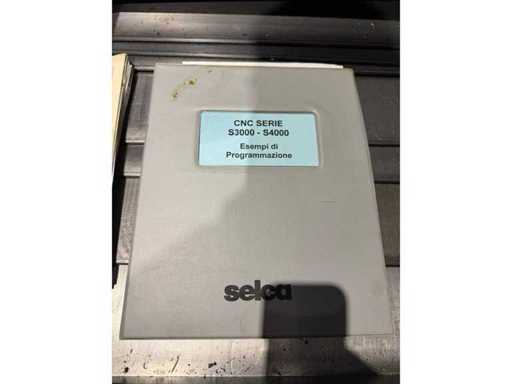 CNC SERIE
S3000 - S4000
Esempi di
Programmazione
selca